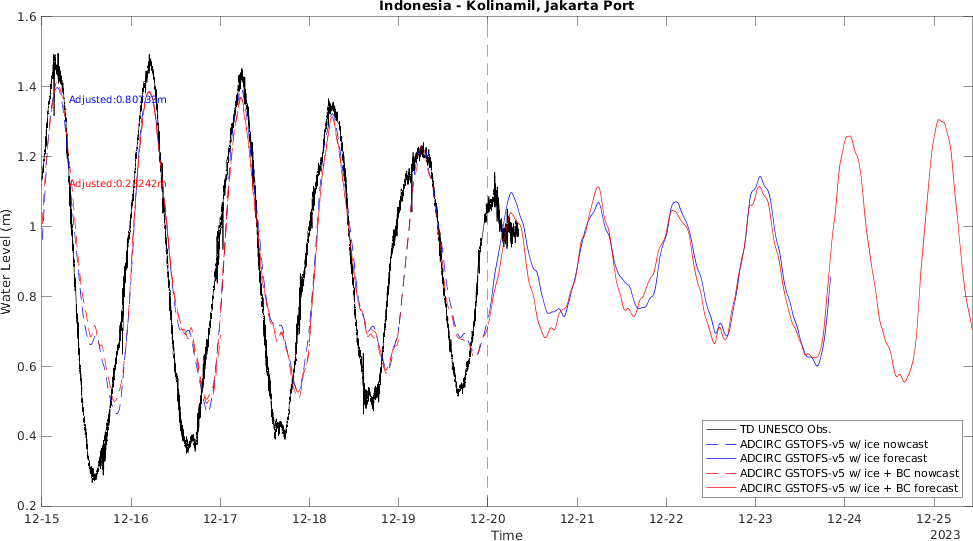 Indonesia - Kolinamil, Jakarta Port
1.6
1.4
1.2
1
0.8
0.6
0.4
0.2
Water Level (m)
Adjusted:0.80139m
TD UNESCO Obs.
ADCIRC GSTOFS-v5 w/ ice nowcast
ADCIRC GSTOFS-v5 w/ ice forecast
ADCIRC GSTOFS-v5 w/ ice + BC nowcast
ADCIRC GSTOFS-v5 w/ ice + BC forecast
12-15
12-16
12-17
12-18
12-19
12-20
12-21
12-22
12-23
12-24
12-25
Time
2023